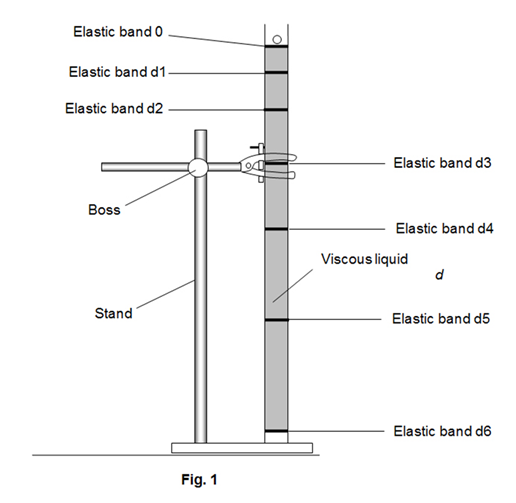 Elastic band 0
Elastic band d1
Elastic band d2
Elastic band d3
Boss
Elastic band d4
Viscous liquid
d
Stand
Elastic band d5
Elastic band d6
Fig. 1